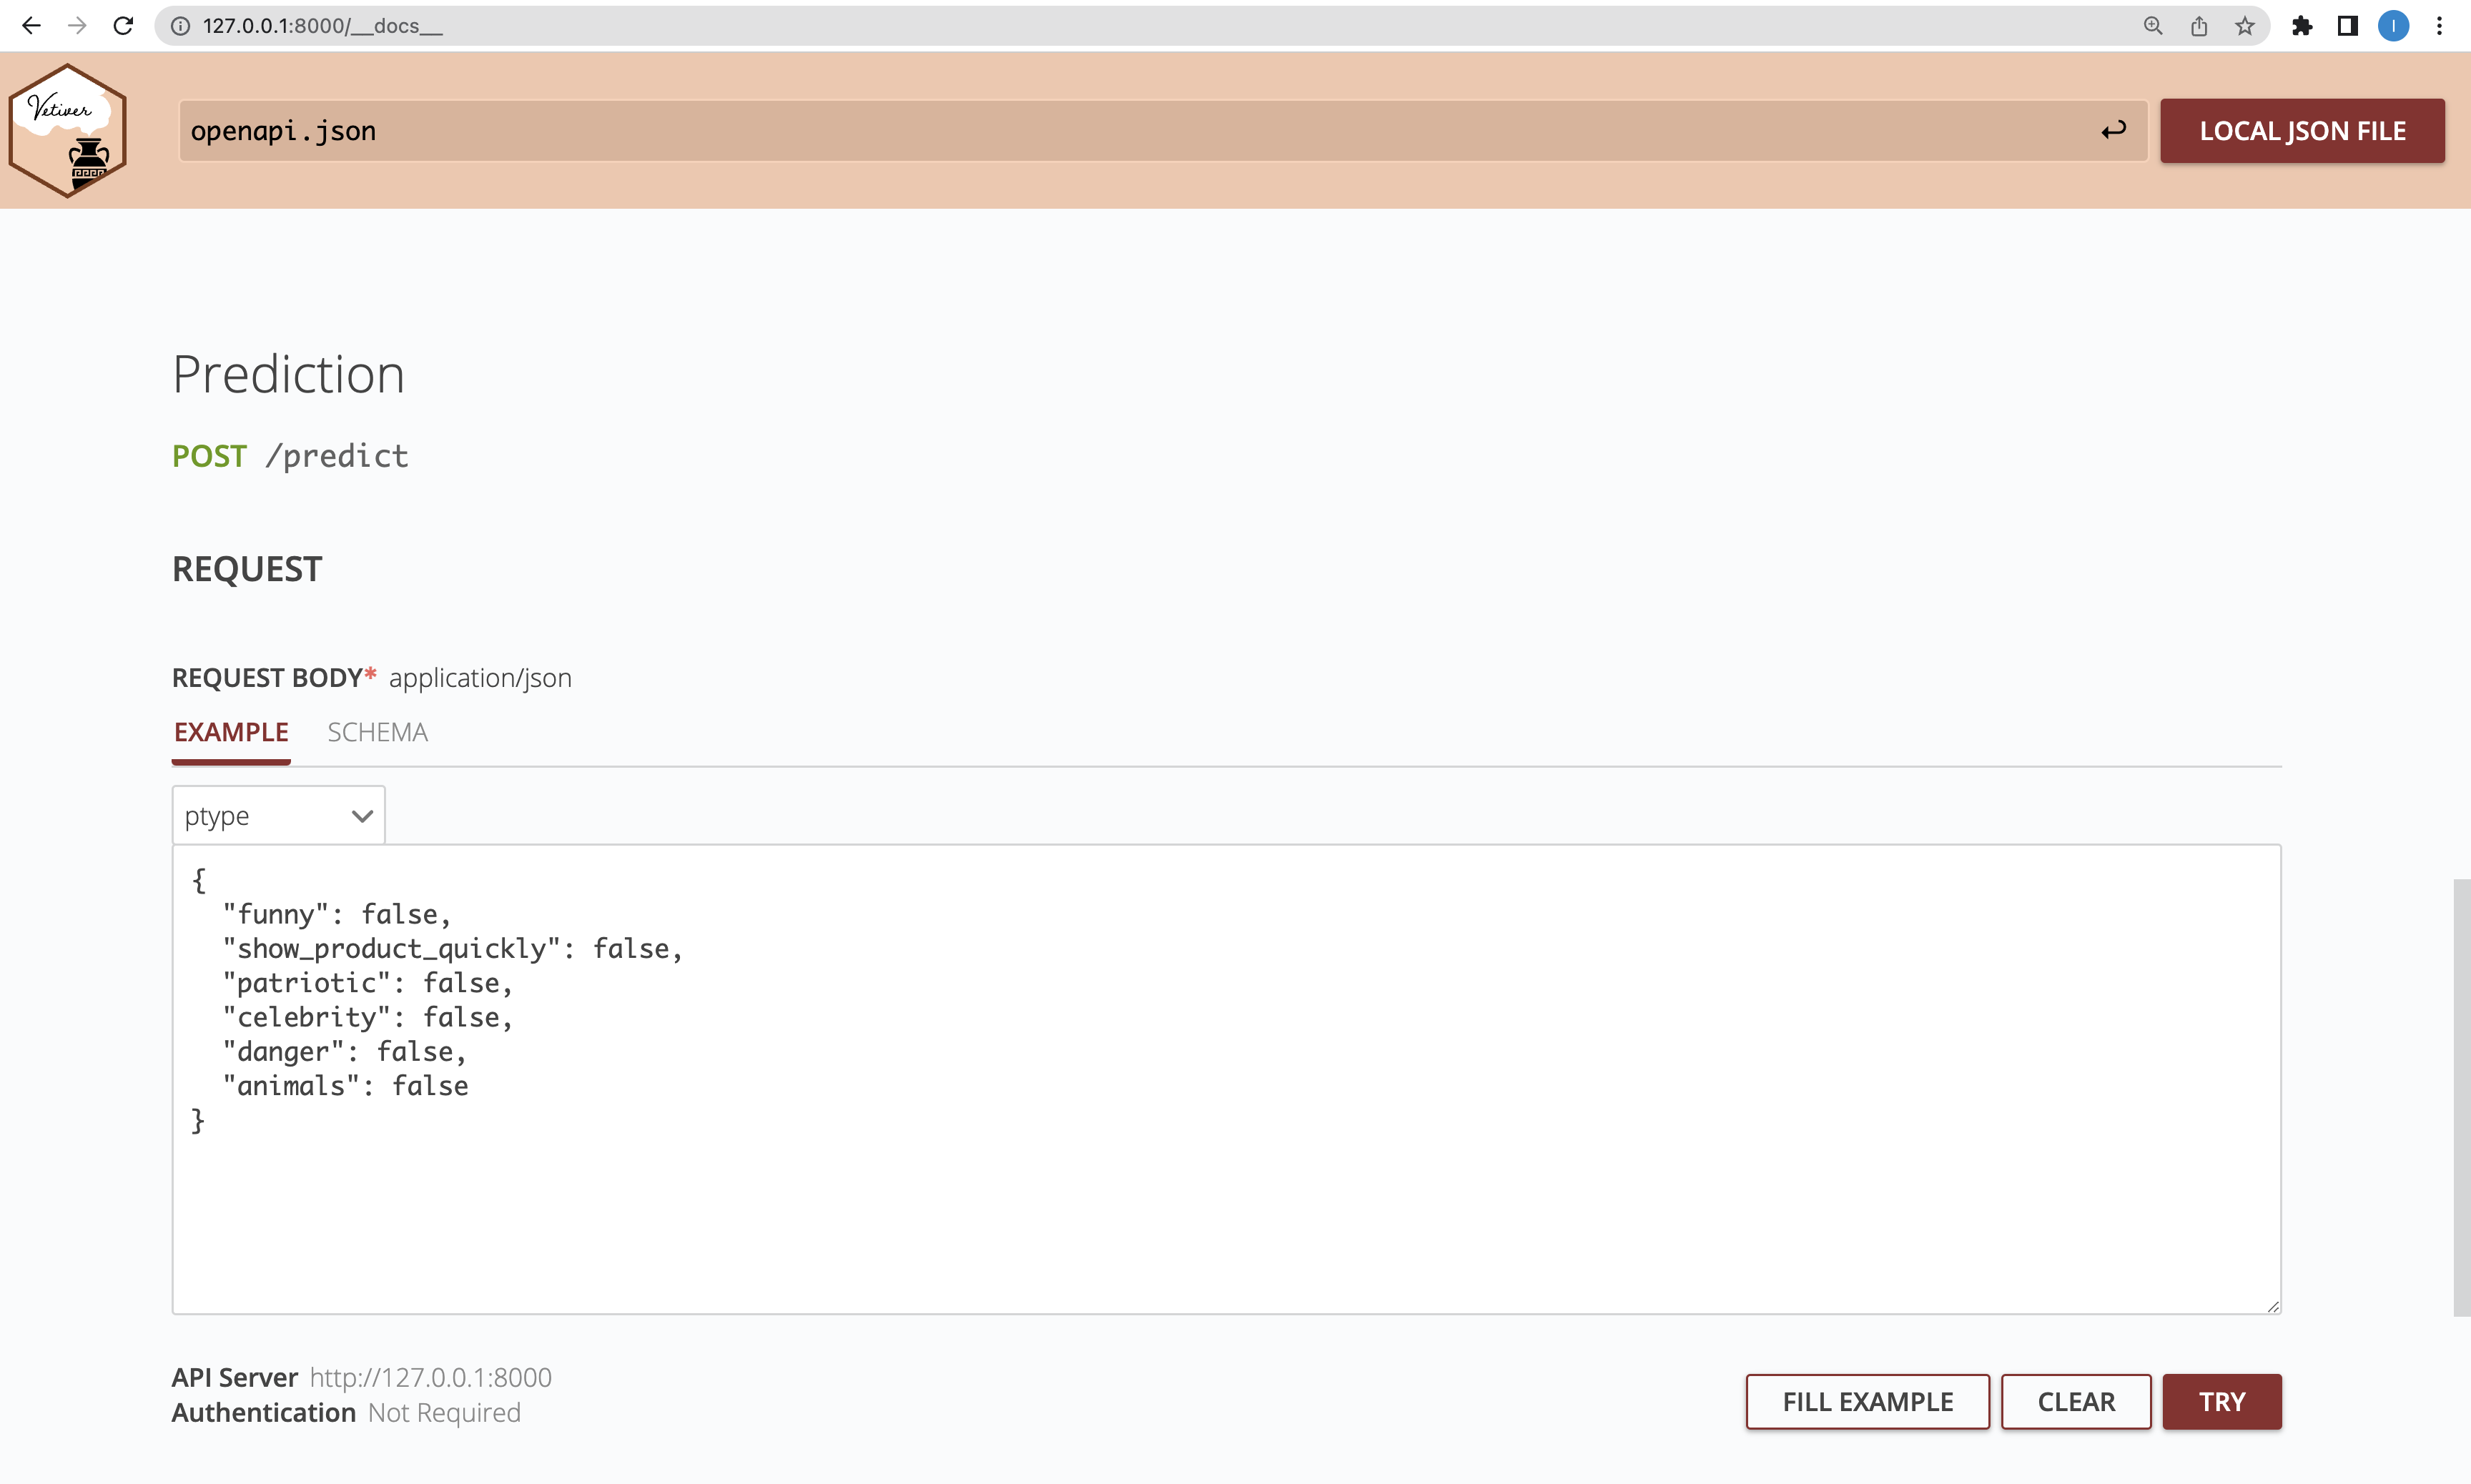 127.0.0.1:8000/__docs__
I
Vetiver
openapi.json
LOCAL JSON FILE
Prediction
POST /predict
REQUEST
REQUEST BODY* application/json
EXAMPLE SCHEMA
ptype
{
  "funny": false,
  "show_product_quickly": false,
  "patriotic": false,
  "celebrity": false,
  "danger": false,
  "animals": false
}
API Server http://127.0.0.1:8000
Authentication Not Required
FILL EXAMPLE CLEAR TRY